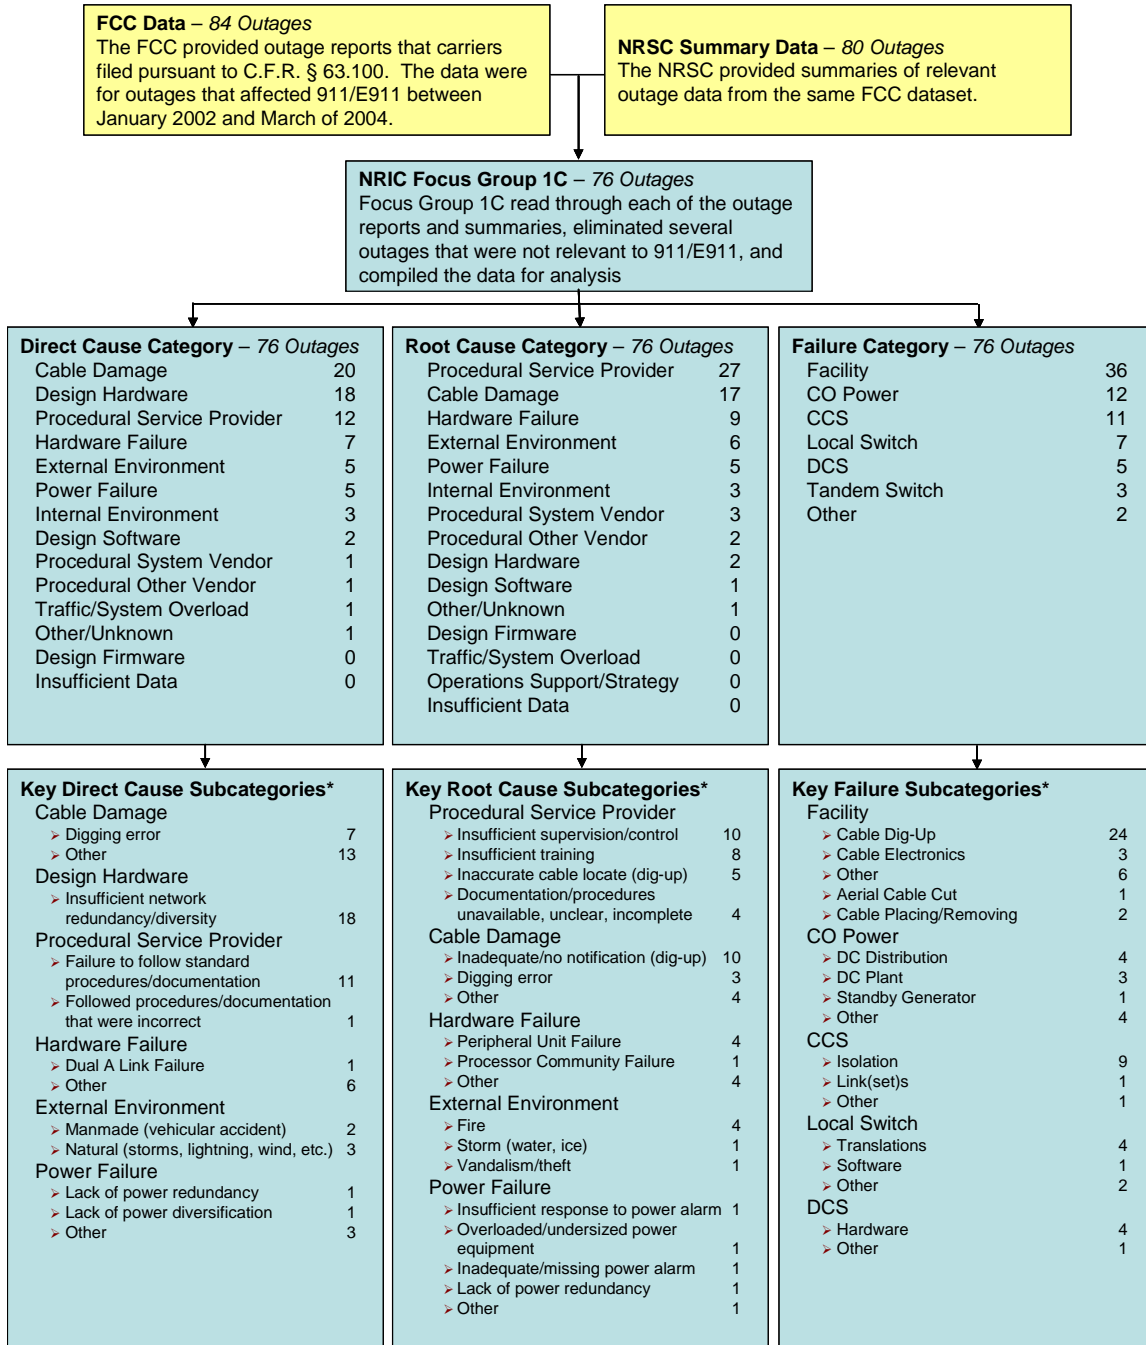 FCC Data – 84 Outages
The FCC provided outage reports that carriers
filed pursuant to C.F.R. § 63.100. The data were
for outages that affected 911/E911 between
January 2002 and March of 2004.
NRSC Summary Data – 80 Outages
The NRSC provided summaries of relevant
outage data from the same FCC dataset.
NRIC Focus Group 1C – 76 Outages
Focus Group 1C read through each of the outage
reports and summaries, eliminated several
outages that were not relevant to 911/E911, and
compiled the data for analysis
Direct Cause Category – 76 Outages
Cable Damage 20
Design Hardware 18
Procedural Service Provider 12
Hardware Failure 7
External Environment 5
Power Failure 5
Internal Environment 3
Design Software 2
Procedural System Vendor 1
Procedural Other Vendor 1
Traffic/System Overload 1
Other/Unknown 1
Design Firmware 0
Insufficient Data 0
Root Cause Category – 76 Outages
Procedural Service Provider 27
Cable Damage 17
Hardware Failure 9
External Environment 6
Power Failure 5
Internal Environment 3
Procedural System Vendor 3
Procedural Other Vendor 2
Design Hardware 2
Design Software 1
Other/Unknown 1
Design Firmware 0
Traffic/System Overload 0
Operations Support/Strategy 0
Insufficient Data 0
Failure Category – 76 Outages
Facility 36
CO Power 12
CCS 11
Local Switch 7
DCS 5
Tandem Switch 3
Other 2
Key Direct Cause Subcategories*
Cable Damage
➢ Digging error 7
➢ Other 13
Design Hardware
➢ Insufficient network
redundancy/diversity 18
Procedural Service Provider
➢ Failure to follow standard
procedures/documentation 11
➢ Followed procedures/documentation
that were incorrect 1
Hardware Failure
➢ Dual A Link Failure 1
➢ Other 6
External Environment
➢ Manmade (vehicular accident) 2
➢ Natural (storms, lightning, wind, etc.) 3
Power Failure
➢ Lack of power redundancy 1
➢ Lack of power diversification 1
➢ Other 3
Key Root Cause Subcategories*
Procedural Service Provider
➢ Insufficient supervision/control 10
➢ Insufficient training 8
➢ Inaccurate cable locate (dig-up) 5
➢ Documentation/procedures
unavailable, unclear, incomplete 4
Cable Damage
➢ Inadequate/no notification (dig-up) 10
➢ Digging error 3
➢ Other 4
Hardware Failure
➢ Peripheral Unit Failure 4
➢ Processor Community Failure 1
➢ Other 4
External Environment
➢ Fire 4
➢ Storm (water, ice) 1
➢ Vandalism/theft 1
Power Failure
➢ Insufficient response to power alarm 1
➢ Overloaded/undersized power
equipment 1
➢ Inadequate/missing power alarm 1
➢ Lack of power redundancy 1
➢ Other 1
Key Failure Subcategories*
Facility
➢ Cable Dig-Up 24
➢ Cable Electronics 3
➢ Other 6
➢ Aerial Cable Cut 1
➢ Cable Placing/Removing 2
CO Power
➢ DC Distribution 4
➢ DC Plant 3
➢ Standby Generator 1
➢ Other 4
CCS
➢ Isolation 9
➢ Link(set)s 1
➢ Other 1
Local Switch
➢ Translations 4
➢ Software 1
➢ Other 2
DCS
➢ Hardware 4
➢ Other 1